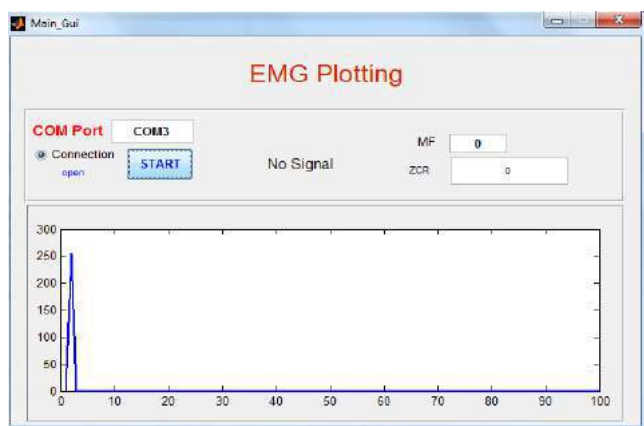 Main_Gui
EMG Plotting
COM Port COM3
Connection
open
START
No Signal
MF 0
ZCR 0
300
250
200
150
100
50
0
0 10 20 30 40 50 60 70 80 90 100